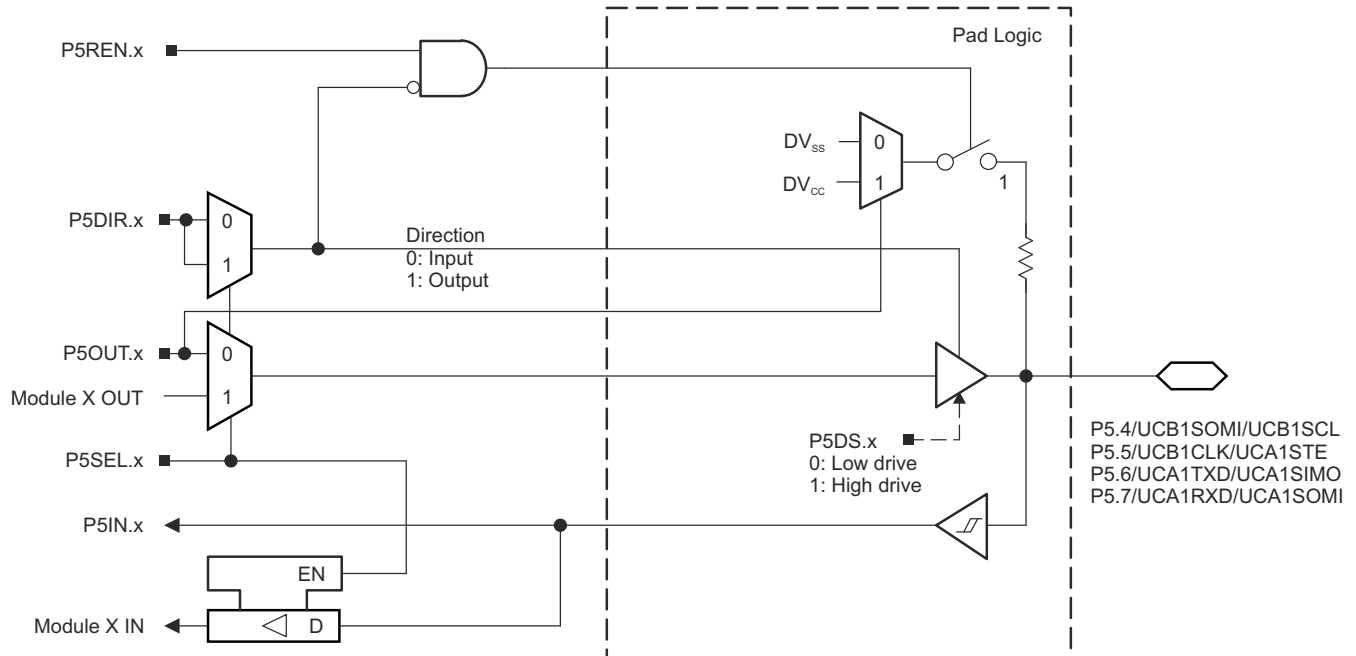 Pad Logic
P5REN.x
DVSS
0
DVCC
1
1
P5DIR.x
0
1
Direction
0: Input
1: Output
P5OUT.x
0
Module X OUT
1
P5DS.x
0: Low drive
1: High drive
P5.4/UCB1SOMI/UCB1SCL
P5.5/UCB1CLK/UCA1STE
P5.6/UCA1TXD/UCA1SIMO
P5.7/UCA1RXD/UCA1SOMI
P5SEL.x
P5IN.x
EN
Module X IN
D